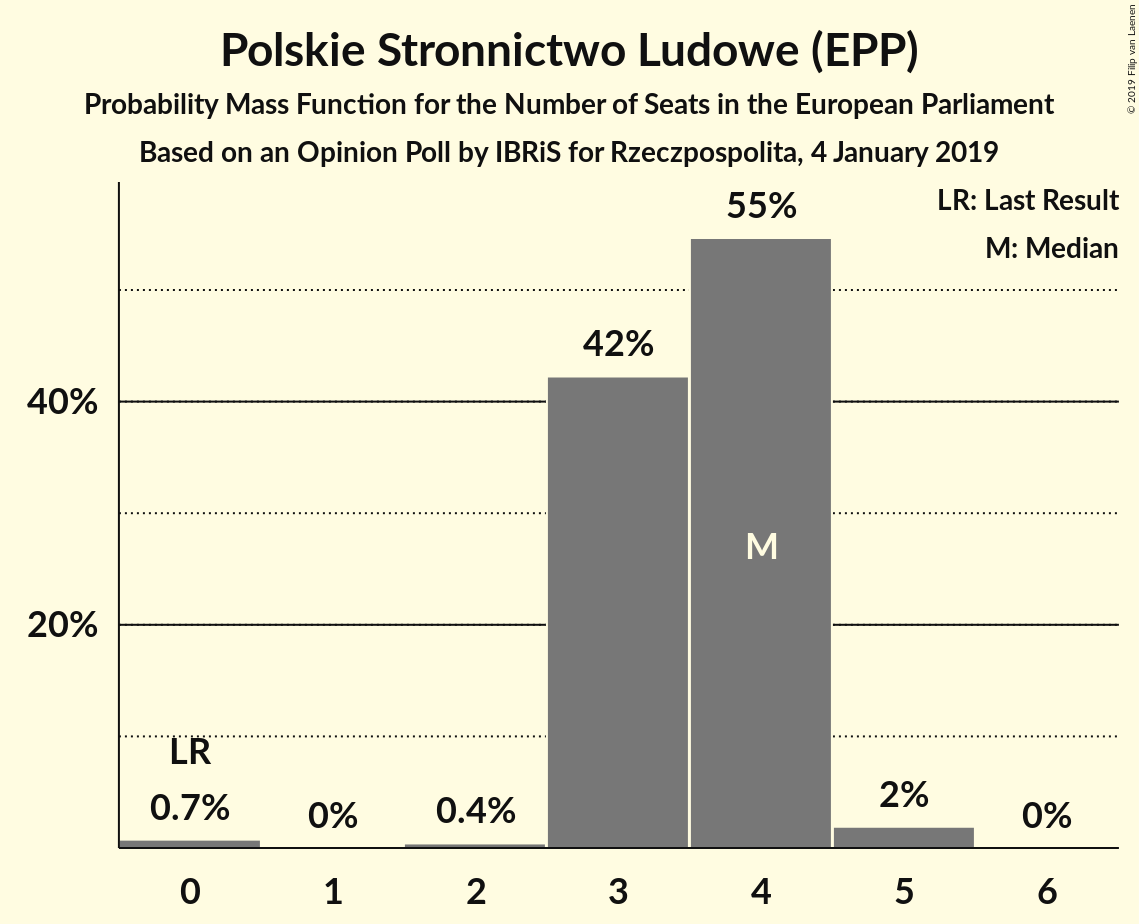 Polskie Stronnictwo Ludowe (EPP)
Probability Mass Function for the Number of Seats in the European Parliament
Based on an Opinion Poll by IBRiS for Rzeczpospolita, 4 January 2019
© 2019 Filip van Laenen
LR: Last Result
M: Median
55%
42%
40%
M
20%
LR
0.7%
0%
0.4%
2%
0%
0 1 2 3 4 5 6